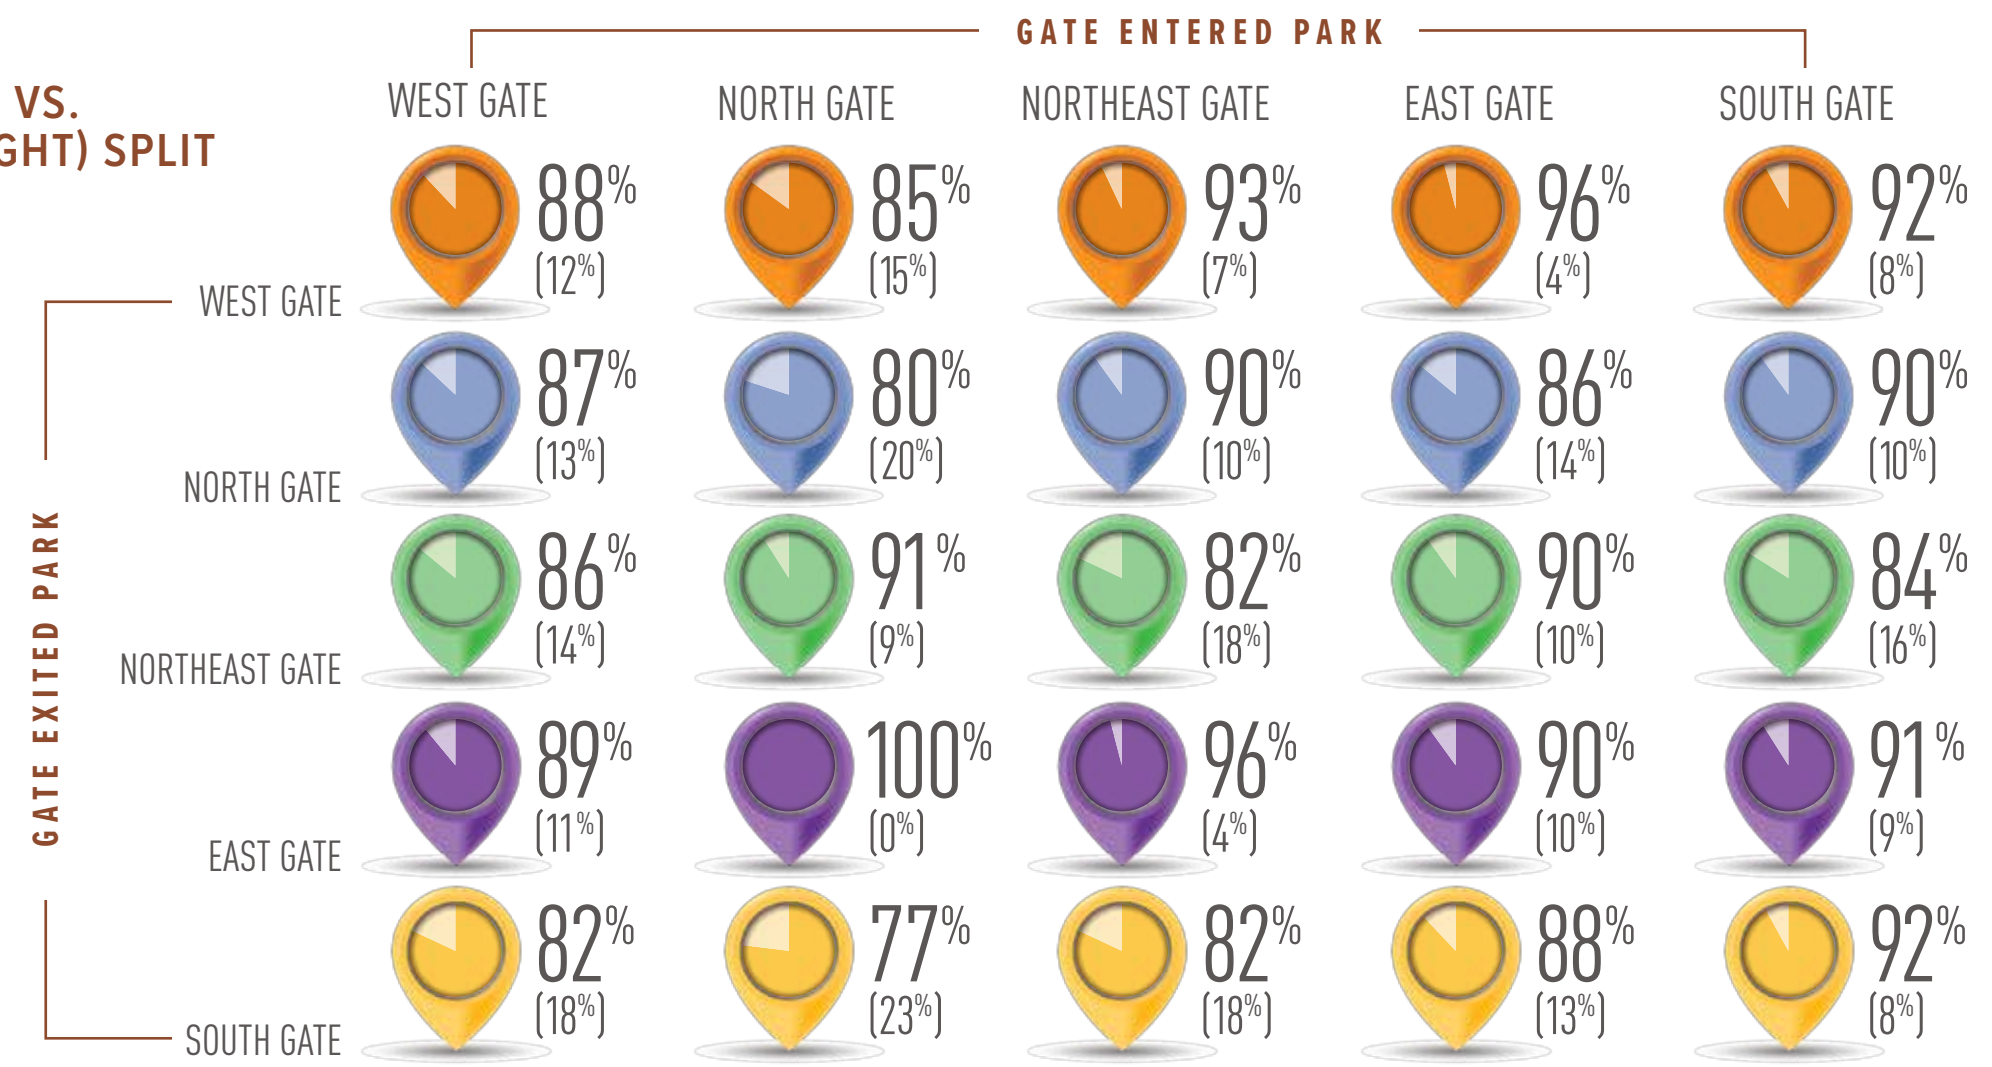 GATE ENTERED PARK
VS.
GHT) SPLIT
WEST GATE NORTH GATE NORTHEAST GATE EAST GATE SOUTH GATE
88% 85% 93% 96% 92%
(12%) (15%) (7%) (4%) (8%)
WEST GATE
87% 80% 90% 86% 90%
(13%) (20%) (10%) (14%) (10%)
NORTH GATE
86% 91% 82% 90% 84%
(14%) (9%) (18%) (10%) (16%)
NORTHEAST GATE
89% 100% 96% 90% 91%
(11%) (0%) (4%) (10%) (9%)
EAST GATE
82% 77% 82% 88% 92%
(18%) (23%) (18%) (13%) (8%)
SOUTH GATE
GATE EXITED PARK